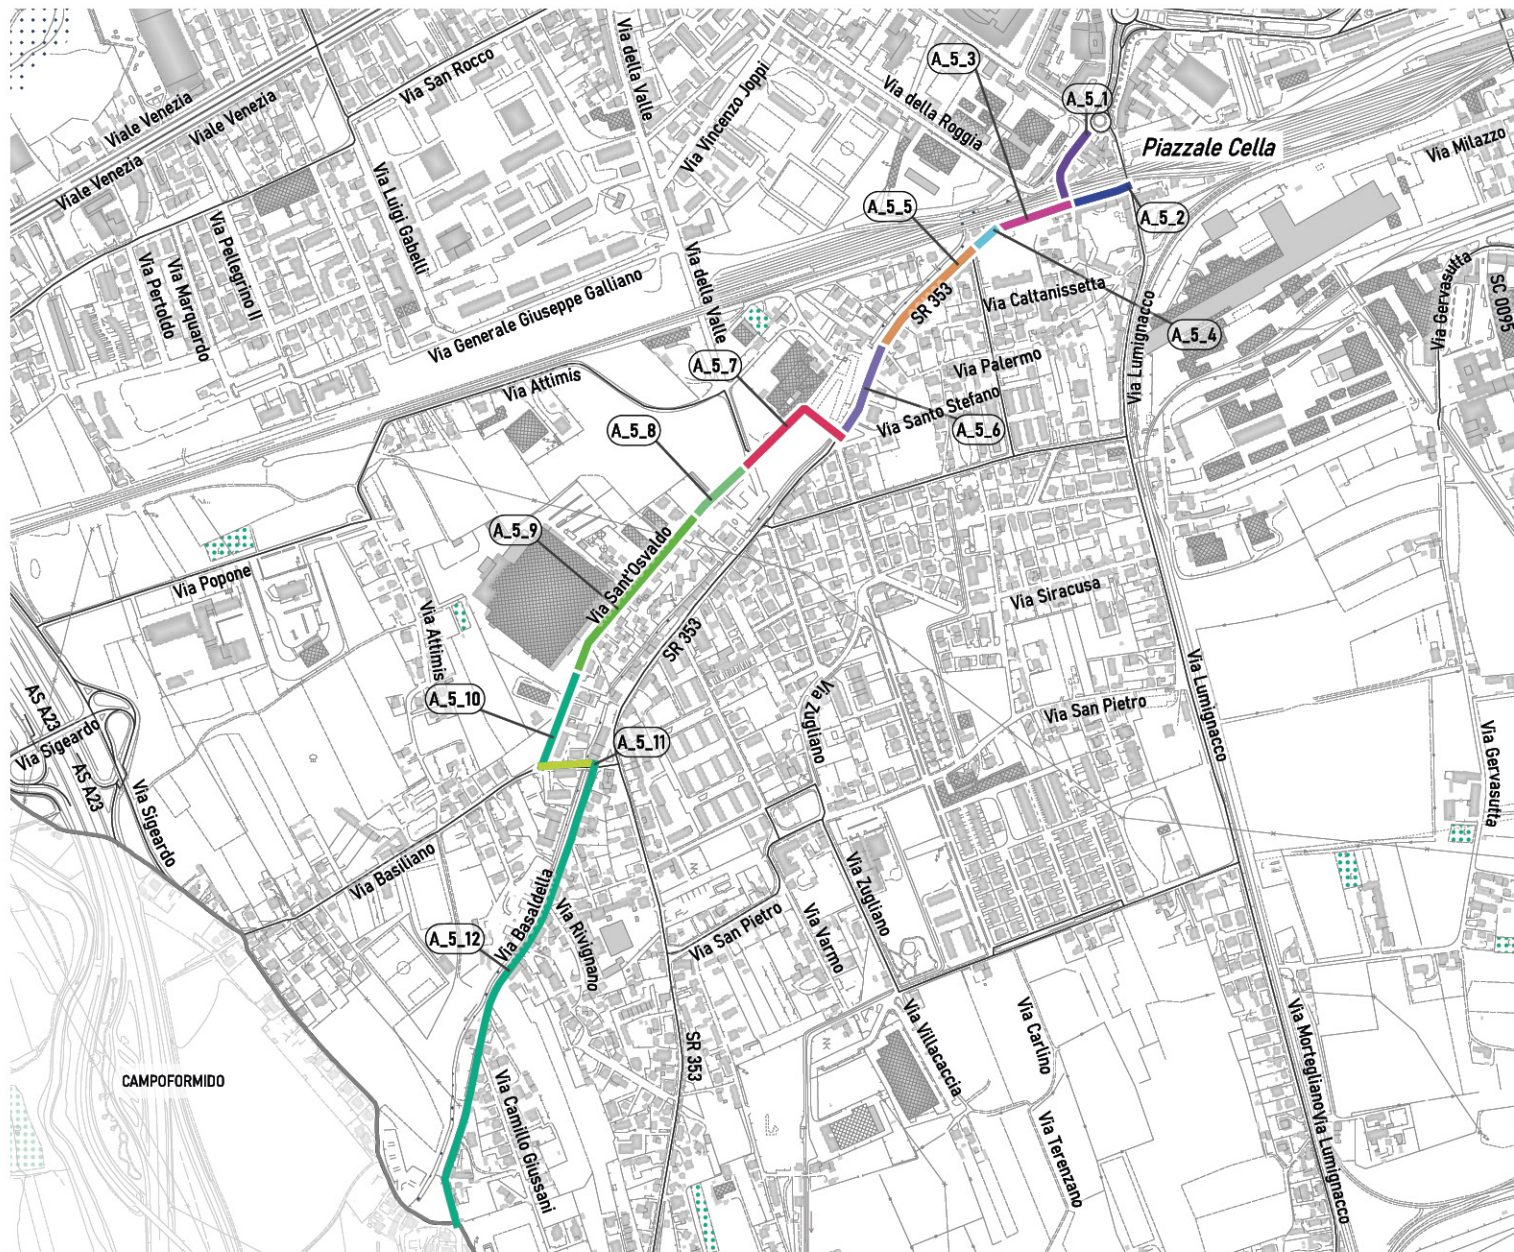 Via della Valle
Via San Rocco
A_5_3
Viale Venezia
Viale Venezia
Via Vincenzo Joppi
Via della Roggia
A_5_1
Piazzale Cella
Via Milazzo
Viale Venezia
Via Luigi Gabelli
A_5_5
A_5_2
Via Pellegrino II
Via Marquardo
Via Pertoldo
Via della Valle
Via Generale Giuseppe Galliano
SR 353
Via Caltanissetta
Via Gervasutta
SC 0095
A_5_4
Via Lumignacco
Via Attimis
A_5_7
Via Palermo
Via Santo Stefano
A_5_6
A_5_8
A_5_9
Via Sant'Osvaldo
Via Popone
Via Attimis
Via Siracusa
SR 353
AS A23
Via Sigeardo
A_5_10
Via Zugliano
Via San Pietro
Via Lumignacco
A_5_11
AS A23
Via Sigeardo
Via Gervasutta
Via Basiliano
Via Basaldella
Via Zugliano
A_5_12
Via Rivignano
Via San Pietro
Via Varmo
CAMPOFORMIDO
SR 353
Via Villacaccia
Via Carlino
Via Mortegliano
Via Camillo Giussani
Via Terenzano
Via Lumignacco